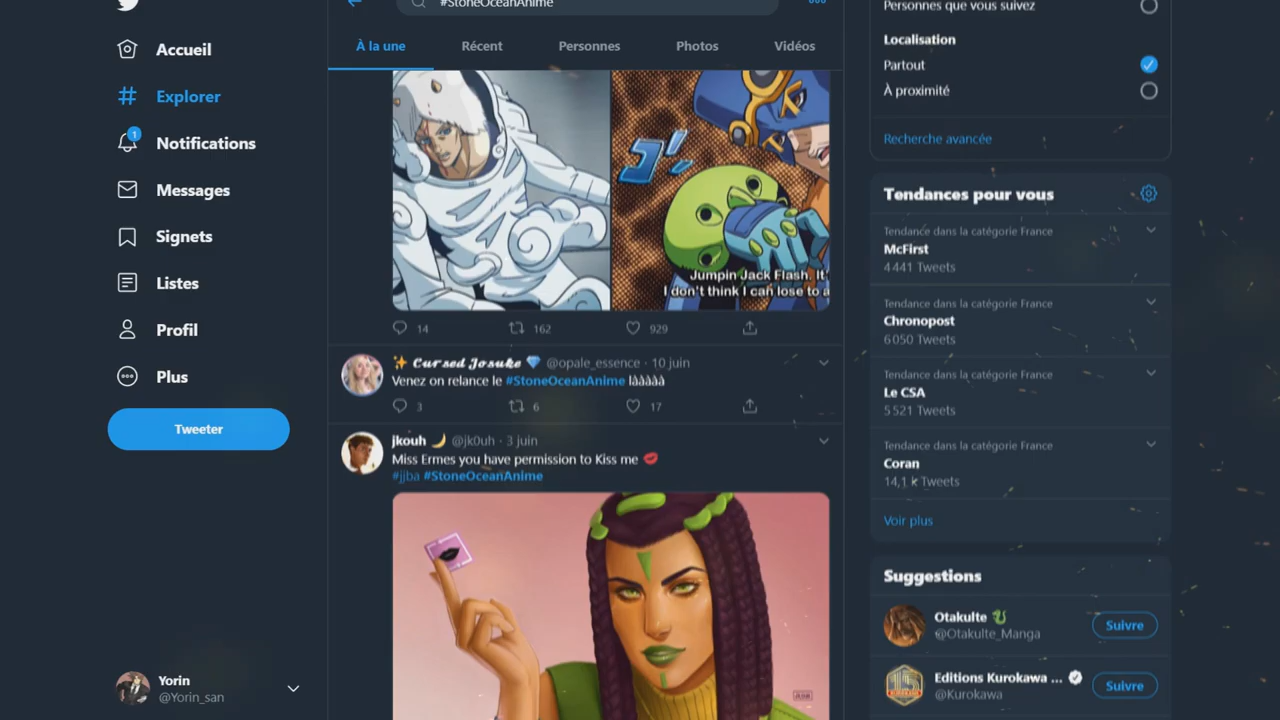 Accueil
Explorer
1
Notifications
Messages
Signets
Listes
Profil
Plus
Tweeter
Yorin
@Yorin_san
#StoneOceanAnime
À la une
Récent
Personnes
Photos
Vidéos
Jumpin Jack Flash. It
I don't think I can lose to a
14
162
929
✨ Cursed Josuke 💎 @opale_essence · 10 juin
Venez on relance le #StoneOceanAnime lààààà
3
6
17
jkouh 🌙 @jk0uh · 3 juin
Miss Ermes you have permission to Kiss me 💋
#jjba #StoneOceanAnime
Personnes que vous suivez
Localisation
Partout
À proximité
Recherche avancée
Tendances pour vous
Tendance dans la catégorie France
McFirst
4 441 Tweets
Tendance dans la catégorie France
Chronopost
6 050 Tweets
Tendance dans la catégorie France
Le CSA
5 521 Tweets
Tendance dans la catégorie France
Coran
14,1 k Tweets
Voir plus
Suggestions
Otakulte 🐉
@Otakulte_Manga
Suivre
Editions Kurokawa ...
@Kurokawa
Suivre